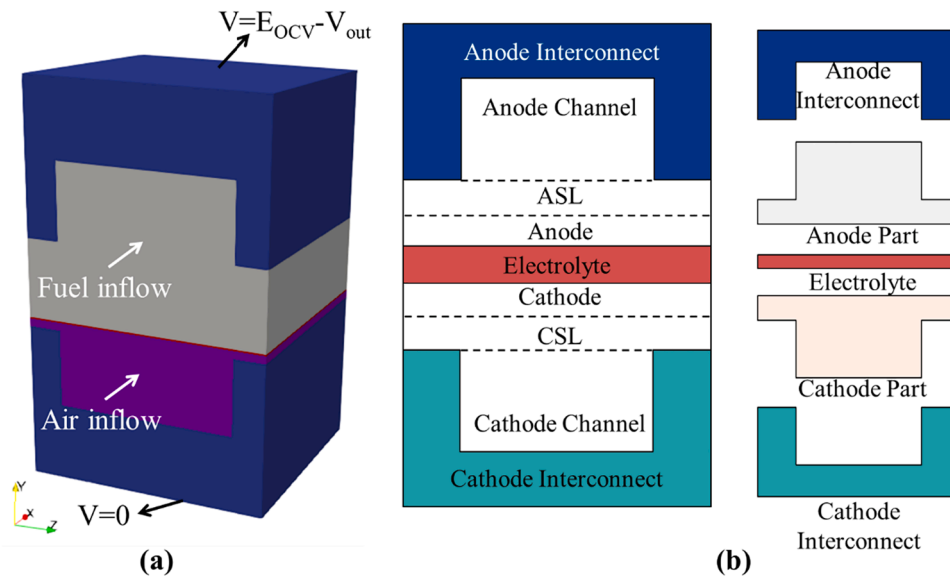 V=E_OCV-V_out
Fuel inflow
Air inflow
Y
X
Z
V=0
(a)
Anode Interconnect
Anode Channel
ASL
Anode
Electrolyte
Cathode
CSL
Cathode Channel
Cathode Interconnect
Anode
Interconnect
Anode Part
Electrolyte
Cathode Part
Cathode
Interconnect
(b)